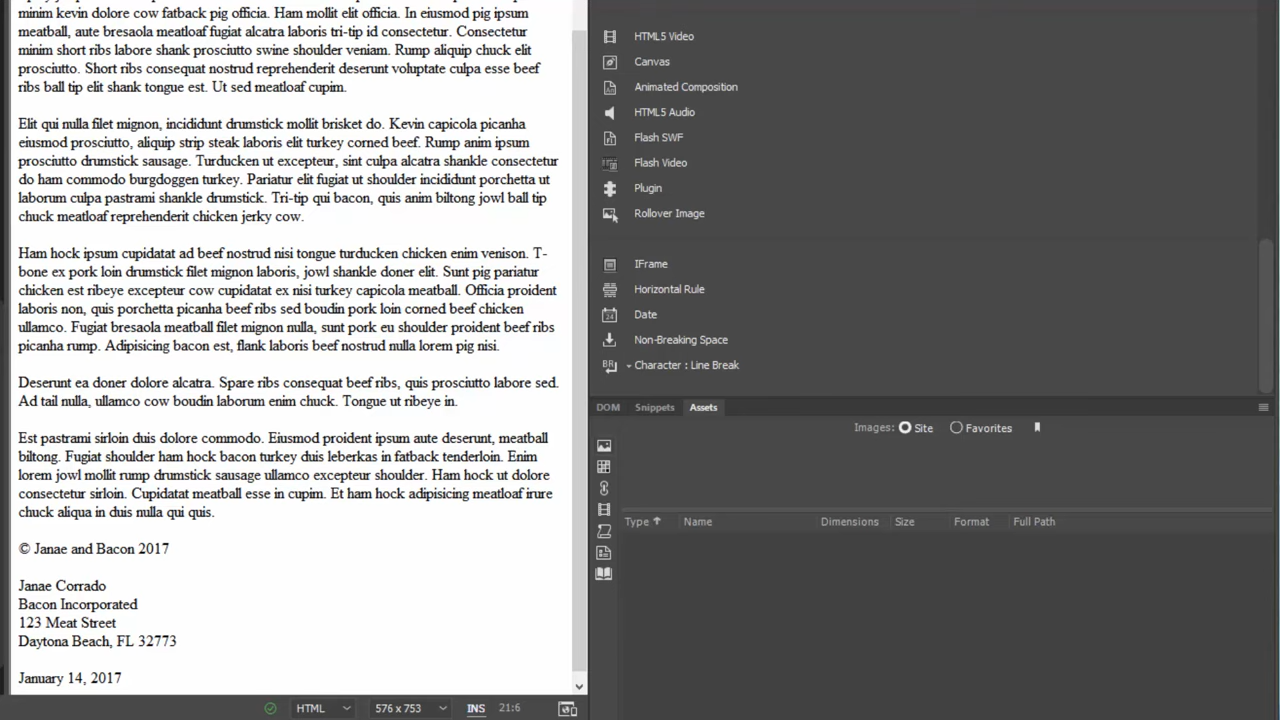 minim kevin dolore cow fatback pig officia. Ham mollit elit officia. In eiusmod pig ipsum
meatball, aute bresaola meatloaf fugiat alcatra laboris tri-tip id consectetur. Consectetur
minim short ribs labore shank prosciutto swine shoulder veniam. Rump aliquip chuck elit
prosciutto. Short ribs consequat nostrud reprehenderit deserunt voluptate culpa esse beef
ribs ball tip elit shank tongue est. Ut sed meatloaf cupim.
Elit qui nulla filet mignon, incididunt drumstick mollit brisket do. Kevin capicola picanha
eiusmod prosciutto, aliquip strip steak laboris elit turkey corned beef. Rump anim ipsum
prosciutto drumstick sausage. Turducken ut excepteur, sint culpa alcatra shankle consectetur
do ham commodo burgdoggen turkey. Pariatur elit fugiat ut shoulder incididunt porchetta ut
laborum culpa pastrami shankle drumstick. Tri-tip qui bacon, quis anim biltong jowl ball tip
chuck meatloaf reprehenderit chicken jerky cow.
Ham hock ipsum cupidatat ad beef nostrud nisi tongue turducken chicken enim venison. T-
bone ex pork loin drumstick filet mignon laboris, jowl shankle doner elit. Sunt pig pariatur
chicken est ribeye excepteur cow cupidatat ex nisi turkey capicola meatball. Officia proident
laboris non, quis porchetta picanha beef ribs sed boudin pork loin corned beef chicken
ullamco. Fugiat bresaola meatball filet mignon nulla, sunt pork eu shoulder proident beef ribs
picanha rump. Adipisicing bacon est, flank laboris beef nostrud nulla lorem pig nisi.
Deserunt ea doner dolore alcatra. Spare ribs consequat beef ribs, quis prosciutto labore sed.
Ad tail nulla, ullamco cow boudin laborum enim chuck. Tongue ut ribeye in.
Est pastrami sirloin duis dolore commodo. Eiusmod proident ipsum aute deserunt, meatball
biltong. Fugiat shoulder ham hock bacon turkey duis leberkas in fatback tenderloin. Enim
lorem jowl mollit rump drumstick sausage ullamco excepteur shoulder. Ham hock ut dolore
consectetur sirloin. Cupidatat meatball esse in cupim. Et ham hock adipisicing meatloaf irure
chuck aliqua in duis nulla qui quis.
© Janae and Bacon 2017
Janae Corrado
Bacon Incorporated
123 Meat Street
Daytona Beach, FL 32773
January 14, 2017
HTML 576 x 753 INS 21:6
HTML5 Video
Canvas
Animated Composition
HTML5 Audio
Flash SWF
Flash Video
Plugin
Rollover Image
IFrame
Horizontal Rule
Date
Non-Breaking Space
Character : Line Break
DOM Snippets Assets
Images: Site Favorites
Type Name Dimensions Size Format Full Path